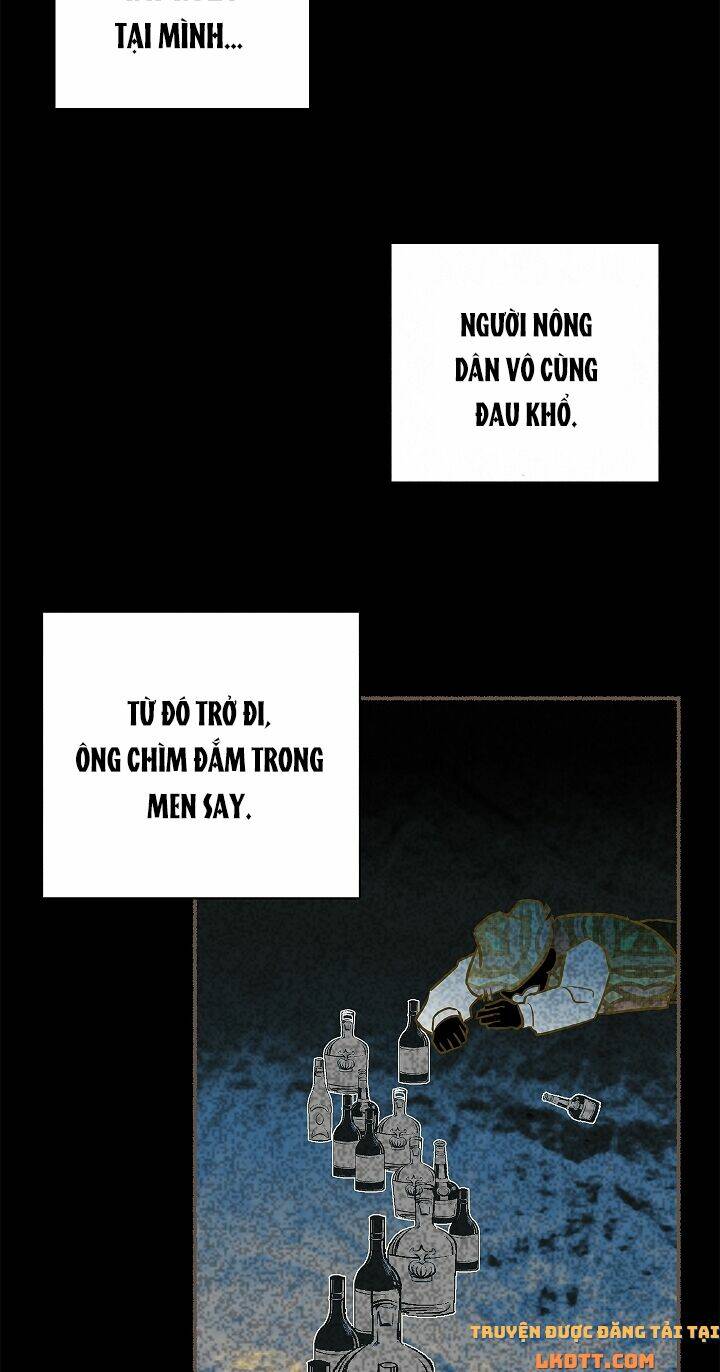 TẠI MÌNH...
NGƯỜI NÔNG
DÂN VÔ CÙNG
ĐAU KHỔ.
TỪ ĐÓ TRỞ ĐI,
ÔNG CHÌM ĐẮM TRONG
MEN SAY.
TRUYỆN ĐƯỢC ĐĂNG TẢI TẠI
LKOTT.COM